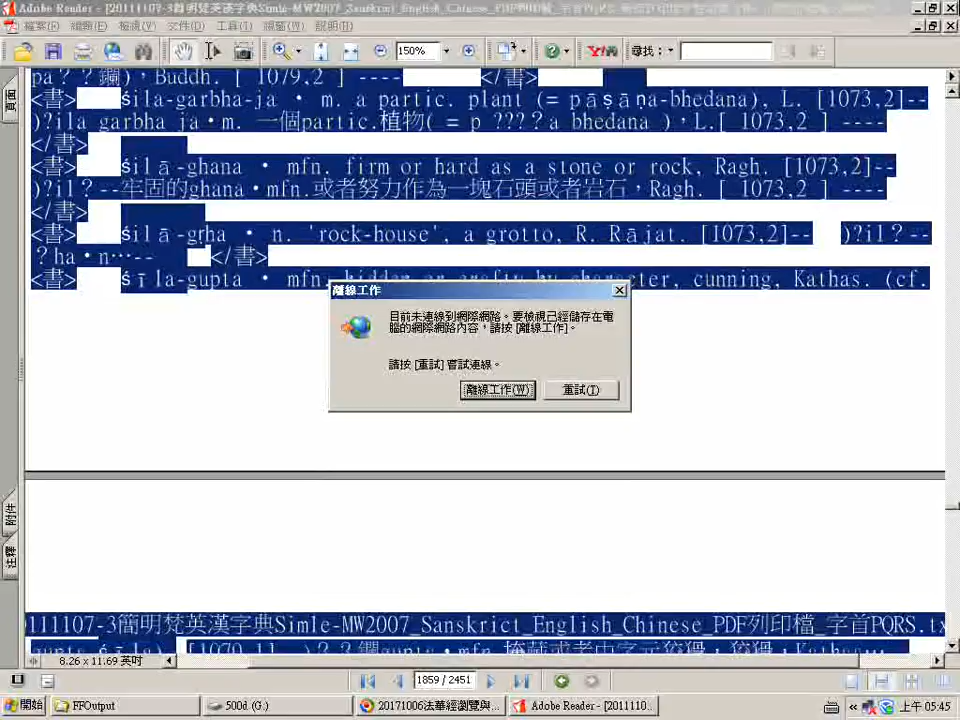 Adobe Reader - [20111107-3簡明梵英漢字典Simle-MW2007_Sanskrict_English_Chinese_PDF列印檔_字首PQRS.txt
檔案(F) 編輯(E) 檢視(V) 文件(D) 工具(T) 視窗(W) 說明(H)
150% 尋找：
頁面
pa？？鑭)，Buddh. [ 1079,2 ] ---- </書>
<書> śila-garbha-ja • m. a partic. plant (= pāṣāṇa-bhedana), L. [1073,2]--
)?ila garbha ja•m. 一個partic.植物( = p ????a bhedana )，L.[ 1073,2 ] ----
</書>
<書> śilā-ghana • mfn. firm or hard as a stone or rock, Ragh. [1073,2]--
)?il？--牢固的ghana•mfn.或者努力作為一塊石頭或者岩石，Ragh. [ 1073,2 ] ----
</書>
<書> śilā-gṛha • n. 'rock-house', a grotto, R. Rājat. [1073,2]-- )?il？--
？ha•n…-- </書>
<書> śīla-gupta • mfn. hidden or crafty by character, cunning, Kathas. (cf.
離線工作
目前未連線到網際網路。要檢視已經儲存在電
腦的網際網路內容，請按 [離線工作]。
請按 [重試] 嘗試連線。
離線工作(W) 重試(T)
附件
注釋
111107-3簡明梵英漢字典Simle-MW2007_Sanskrict_English_Chinese_PDF列印檔_字首PQRS.tx
8.26 x 11.69 英吋
1859 / 2451
開始 FFOutput 500d (G:) 20171006法華經瀏覽與... Adobe Reader - [2011110... 上午 05:45